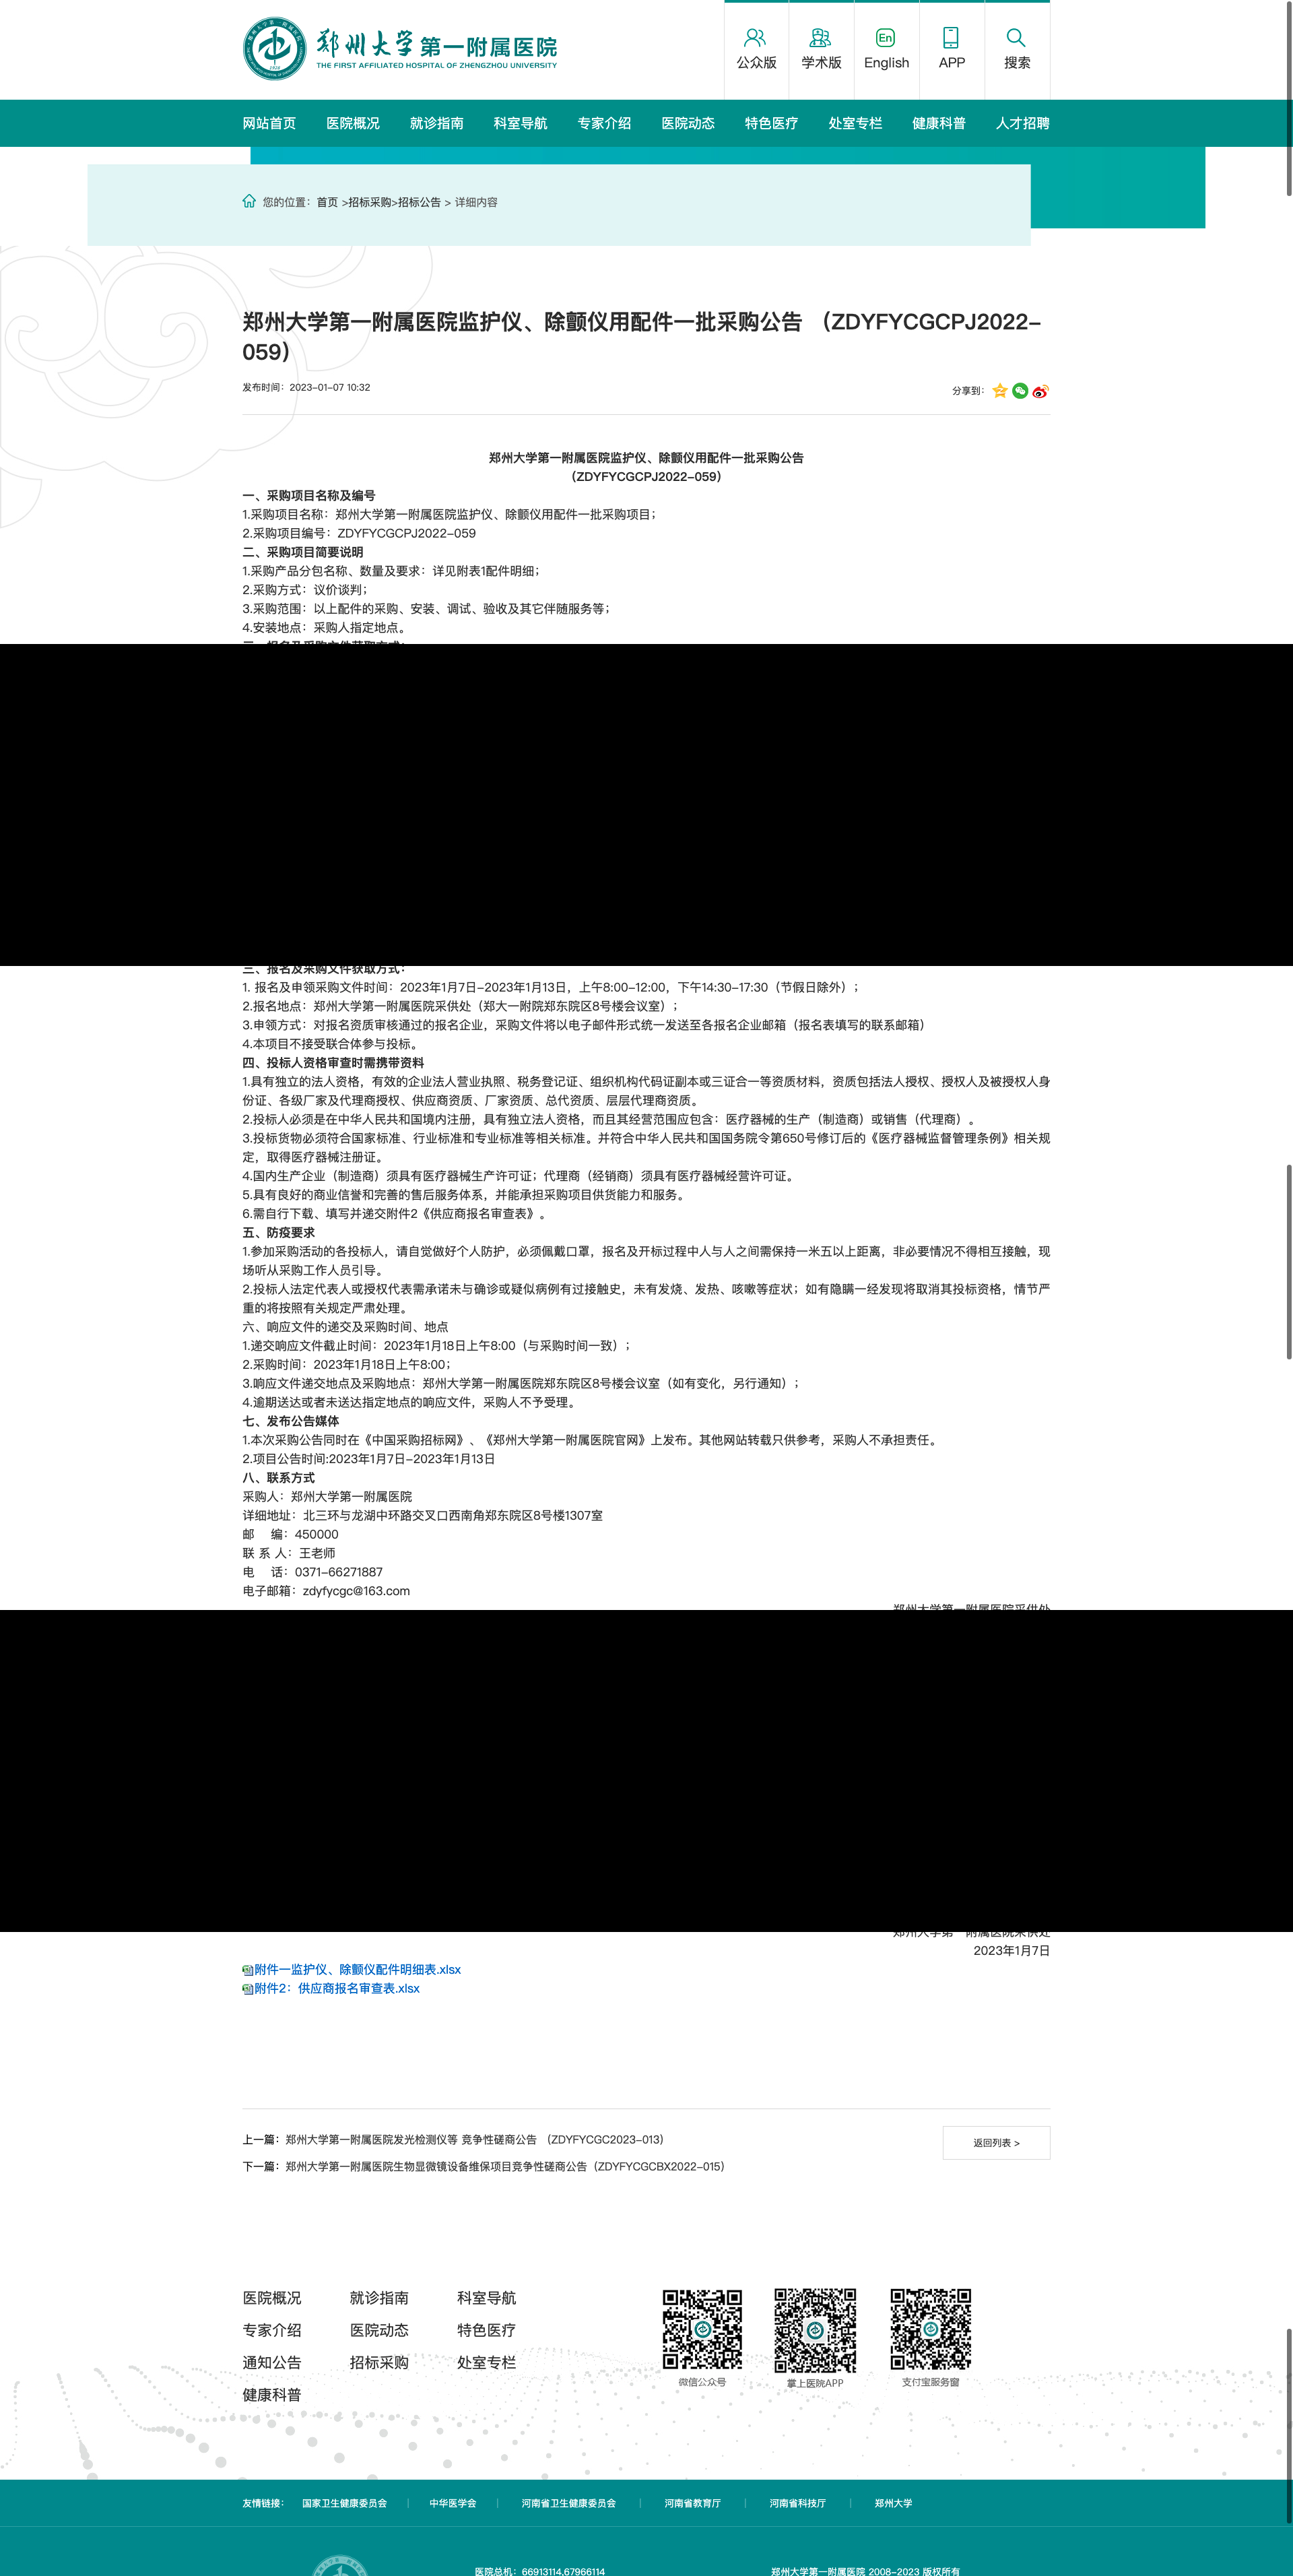 郑州大学第一附属医院
THE FIRST AFFILIATED HOSPITAL OF ZHENGZHOU UNIVERSITY
公众版 学术版 English APP 搜索
网站首页 医院概况 就诊指南 科室导航 专家介绍 医院动态 特色医疗 处室专栏 健康科普 人才招聘
您的位置：首页 >招标采购>招标公告 > 详细内容
郑州大学第一附属医院监护仪、除颤仪用配件一批采购公告 （ZDYFYCGCPJ2022-
059）
发布时间：2023-01-07 10:32
分享到：
郑州大学第一附属医院监护仪、除颤仪用配件一批采购公告
（ZDYFYCGCPJ2022-059）
一、采购项目名称及编号
1.采购项目名称：郑州大学第一附属医院监护仪、除颤仪用配件一批采购项目；
2.采购项目编号：ZDYFYCGCPJ2022-059
二、采购项目简要说明
1.采购产品分包名称、数量及要求：详见附表1配件明细；
2.采购方式：议价谈判；
3.采购范围：以上配件的采购、安装、调试、验收及其它伴随服务等；
4.安装地点：采购人指定地点。
三、报名及采购文件获取方式：
1. 报名及申领采购文件时间：2023年1月7日-2023年1月13日，上午8:00-12:00，下午14:30-17:30（节假日除外）；
2.报名地点：郑州大学第一附属医院采供处（郑大一附院郑东院区8号楼会议室）；
3.申领方式：对报名资质审核通过的报名企业，采购文件将以电子邮件形式统一发送至各报名企业邮箱（报名表填写的联系邮箱）
4.本项目不接受联合体参与投标。
四、投标人资格审查时需携带资料
1.具有独立的法人资格，有效的企业法人营业执照、税务登记证、组织机构代码证副本或三证合一等资质材料，资质包括法人授权、授权人及被授权人身
份证、各级厂家及代理商授权、供应商资质、厂家资质、总代资质、层层代理商资质。
2.投标人必须是在中华人民共和国境内注册，具有独立法人资格，而且其经营范围应包含：医疗器械的生产（制造商）或销售（代理商）。
3.投标货物必须符合国家标准、行业标准和专业标准等相关标准。并符合中华人民共和国国务院令第650号修订后的《医疗器械监督管理条例》相关规
定，取得医疗器械注册证。
4.国内生产企业（制造商）须具有医疗器械生产许可证；代理商（经销商）须具有医疗器械经营许可证。
5.具有良好的商业信誉和完善的售后服务体系，并能承担采购项目供货能力和服务。
6.需自行下载、填写并递交附件2《供应商报名审查表》。
五、防疫要求
1.参加采购活动的各投标人，请自觉做好个人防护，必须佩戴口罩，报名及开标过程中人与人之间需保持一米五以上距离，非必要情况不得相互接触，现
场听从采购工作人员引导。
2.投标人法定代表人或授权代表需承诺未与确诊或疑似病例有过接触史，未有发烧、发热、咳嗽等症状；如有隐瞒一经发现将取消其投标资格，情节严
重的将按照有关规定严肃处理。
六、响应文件的递交及采购时间、地点
1.递交响应文件截止时间：2023年1月18日上午8:00（与采购时间一致）；
2.采购时间：2023年1月18日上午8:00；
3.响应文件递交地点及采购地点：郑州大学第一附属医院郑东院区8号楼会议室（如有变化，另行通知）；
4.逾期送达或者未送达指定地点的响应文件，采购人不予受理。
七、发布公告媒体
1.本次采购公告同时在《中国采购招标网》、《郑州大学第一附属医院官网》上发布。其他网站转载只供参考，采购人不承担责任。
2.项目公告时间:2023年1月7日-2023年1月13日
八、联系方式
采购人：郑州大学第一附属医院
详细地址：北三环与龙湖中环路交叉口西南角郑东院区8号楼1307室
邮 编：450000
联 系 人：王老师
电 话：0371-66271887
电子邮箱：zdyfycgc@163.com
郑州大学第一附属医院采供处
2023年1月7日
附件一监护仪、除颤仪配件明细表.xlsx
附件2：供应商报名审查表.xlsx
上一篇：郑州大学第一附属医院发光检测仪等 竞争性磋商公告 （ZDYFYCGC2023-013）
返回列表 >
下一篇：郑州大学第一附属医院生物显微镜设备维保项目竞争性磋商公告（ZDYFYCGCBX2022-015）
医院概况 就诊指南 科室导航
专家介绍 医院动态 特色医疗
通知公告 招标采购 处室专栏
健康科普
微信公众号 掌上医院APP 支付宝服务窗
友情链接： 国家卫生健康委员会 | 中华医学会 | 河南省卫生健康委员会 | 河南省教育厅 | 河南省科技厅 | 郑州大学
医院总机：66913114,67966114 郑州大学第一附属医院 2008-2023 版权所有